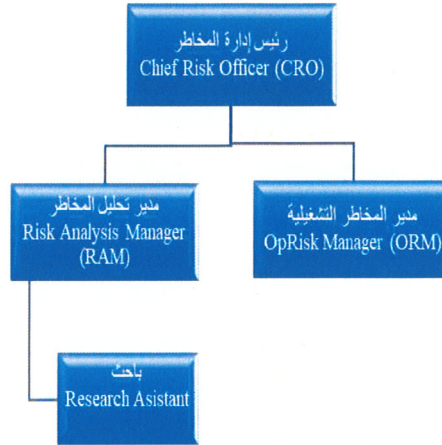 رئيس إدارة المخاطر
Chief Risk Officer (CRO)
مدير تحليل المخاطر
Risk Analysis Manager
(RAM)
مدير المخاطر التشغيلية
OpRisk Manager (ORM)
باحث
Research Asistant